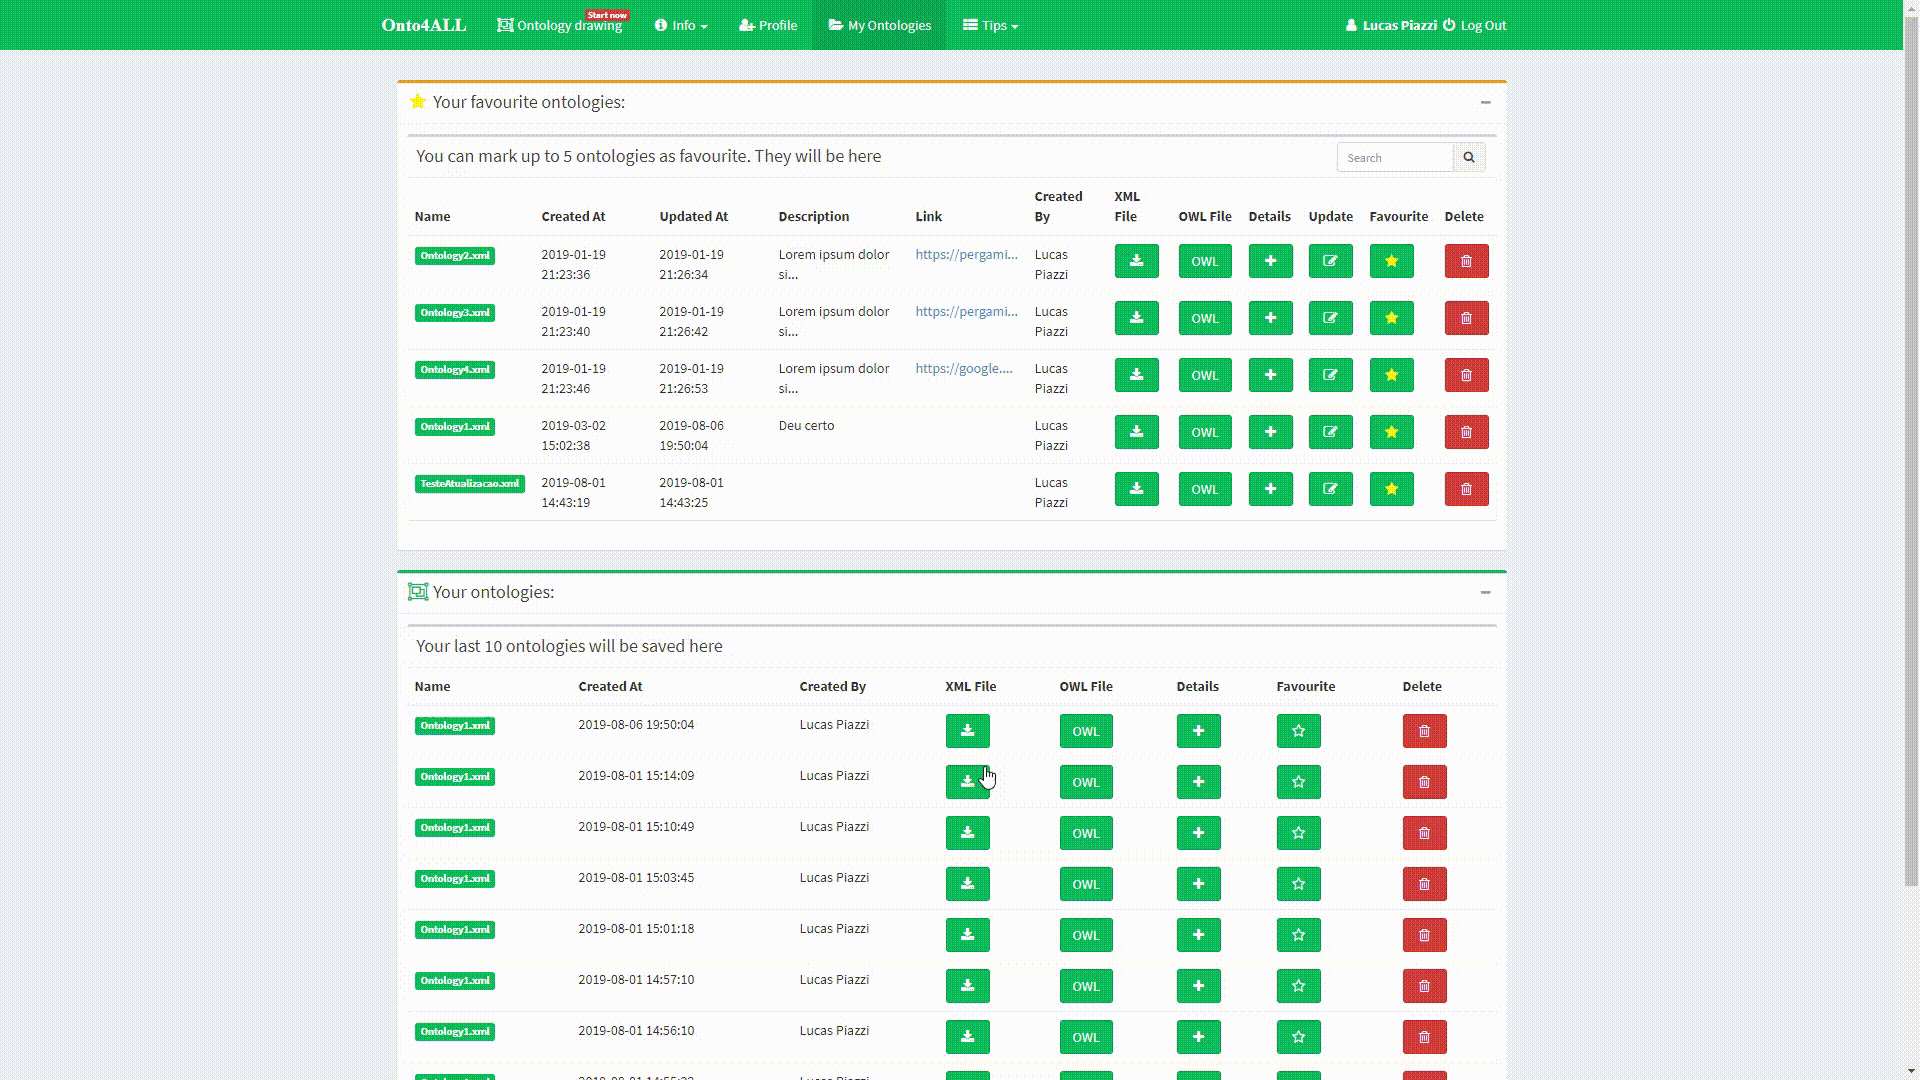 Onto4ALL Ontology drawing Start now Info Profile My Ontologies Tips Lucas Piazzi Log Out
Your favourite ontologies:
You can mark up to 5 ontologies as favourite. They will be here Search
Name Created At Updated At Description Link Created By XML File OWL File Details Update Favourite Delete
Ontology2.xml 2019-01-19 21:23:36 2019-01-19 21:26:34 Lorem ipsum dolor si... https://pergami... Lucas Piazzi OWL
Ontology3.xml 2019-01-19 21:23:40 2019-01-19 21:26:42 Lorem ipsum dolor si... https://pergami... Lucas Piazzi OWL
Ontology4.xml 2019-01-19 21:23:46 2019-01-19 21:26:53 Lorem ipsum dolor si... https://google.... Lucas Piazzi OWL
Ontology1.xml 2019-03-02 15:02:38 2019-08-06 19:50:04 Deu certo Lucas Piazzi OWL
TesteAtualizacao.xml 2019-08-01 14:43:19 2019-08-01 14:43:25 Lucas Piazzi OWL
Your ontologies:
Your last 10 ontologies will be saved here
Name Created At Created By XML File OWL File Details Favourite Delete
Ontology1.xml 2019-08-06 19:50:04 Lucas Piazzi OWL
Ontology1.xml 2019-08-01 15:14:09 Lucas Piazzi OWL
Ontology1.xml 2019-08-01 15:10:49 Lucas Piazzi OWL
Ontology1.xml 2019-08-01 15:03:45 Lucas Piazzi OWL
Ontology1.xml 2019-08-01 15:01:18 Lucas Piazzi OWL
Ontology1.xml 2019-08-01 14:57:10 Lucas Piazzi OWL
Ontology1.xml 2019-08-01 14:56:10 Lucas Piazzi OWL